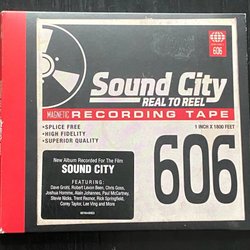 606
Sound City
REAL TO REEL
MAGNETIC RECORDING TAPE
•SPLICE FREE
•HIGH FIDELITY
•SUPERIOR QUALITY
1 INCH X 1800 FEET
606
New Album Recorded For The Film
SOUND CITY
FEATURING:
Dave Grohl, Robert Levon Been, Chris Goss,
Joshua Homme, Alain Johannes, Paul McCartney,
Stevie Nicks, Trent Reznor, Rick Springfield,
Corey Taylor, Lee Ving and More